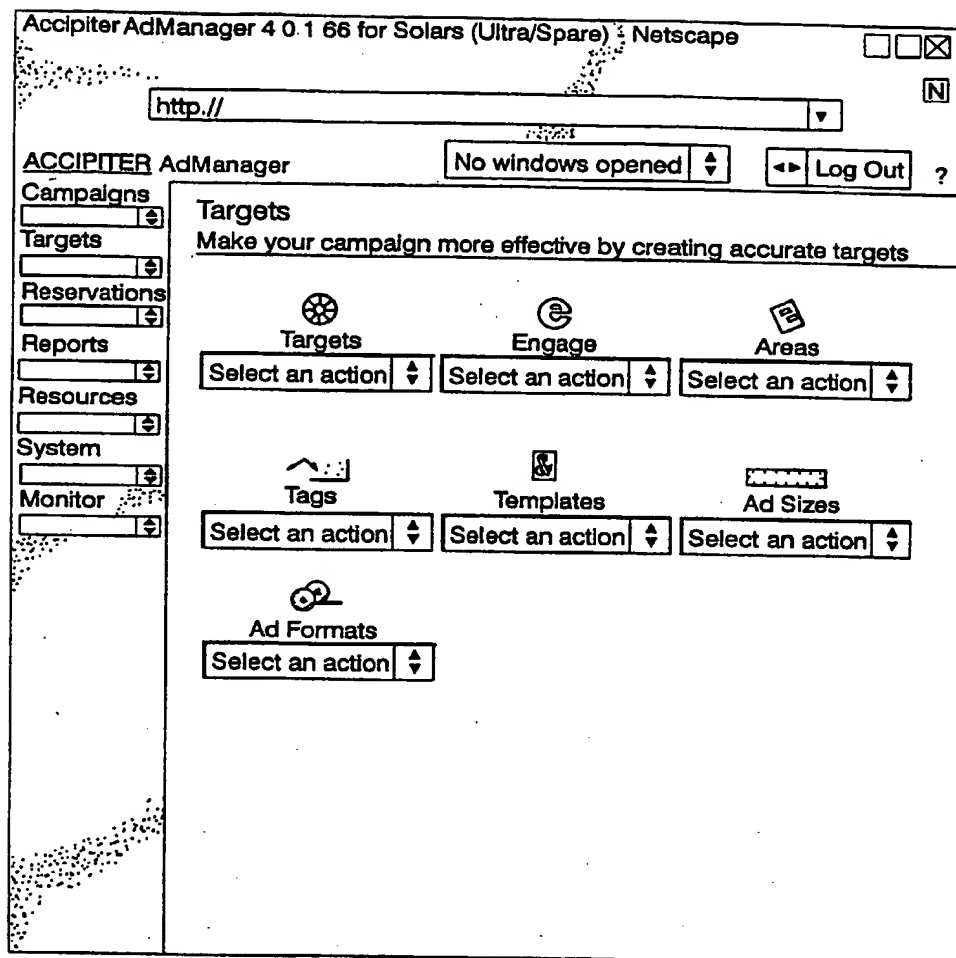 Accipiter AdManager 4 0 1 66 for Solars (Ultra/Spare) : Netscape
N
http.//
ACCIPITER AdManager
No windows opened
Log Out
?
Campaigns
Targets
Reservations
Reports
Resources
System
Monitor
Targets
Make your campaign more effective by creating accurate targets
Targets Engage Areas
Select an action Select an action Select an action
Tags Templates Ad Sizes
Select an action Select an action Select an action
Ad Formats
Select an action